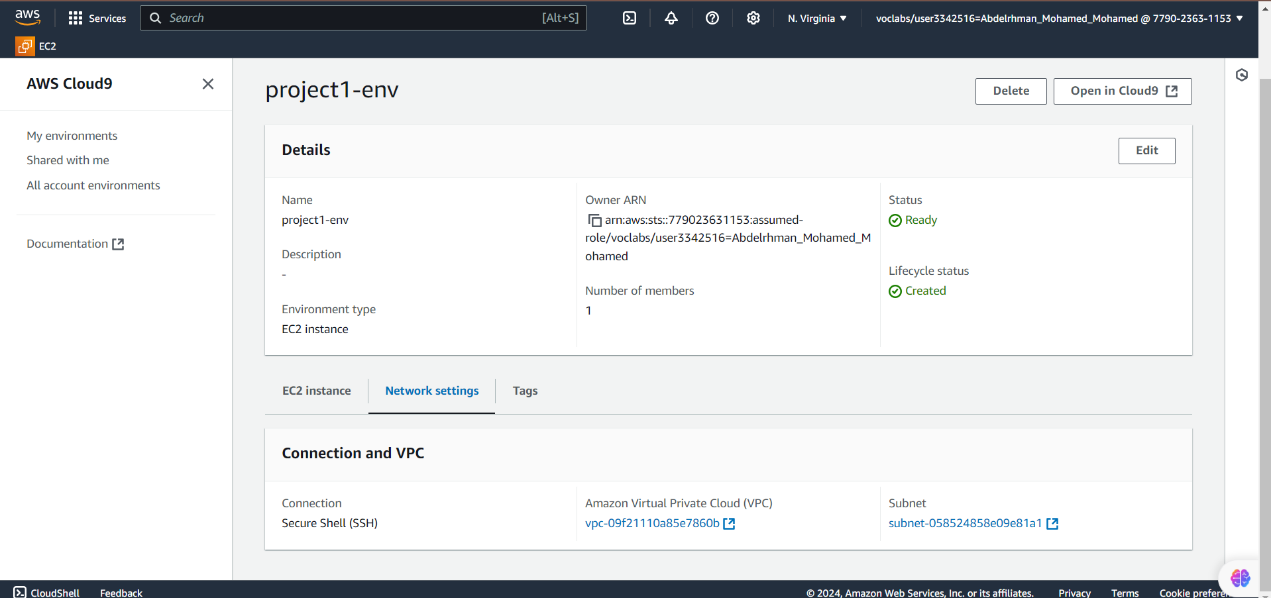 aws
Services
Search
[Alt+S]
N. Virginia
voclabs/user3342516=Abdelrhman_Mohamed_Mohamed @ 7790-2363-1153
EC2
AWS Cloud9
My environments
Shared with me
All account environments
Documentation
project1-env
Delete
Open in Cloud9
Details
Edit
Name
project1-env
Description
-
Environment type
EC2 instance
Owner ARN
arn:aws:sts::779023631153:assumed-
role/voclabs/user3342516=Abdelrhman_Mohamed_M
ohamed
Number of members
1
Status
Ready
Lifecycle status
Created
EC2 instance
Network settings
Tags
Connection and VPC
Connection
Secure Shell (SSH)
Amazon Virtual Private Cloud (VPC)
vpc-09f21110a85e7860b
Subnet
subnet-058524858e09e81a1
CloudShell
Feedback
© 2024, Amazon Web Services, Inc. or its affiliates.
Privacy
Terms
Cookie prefere